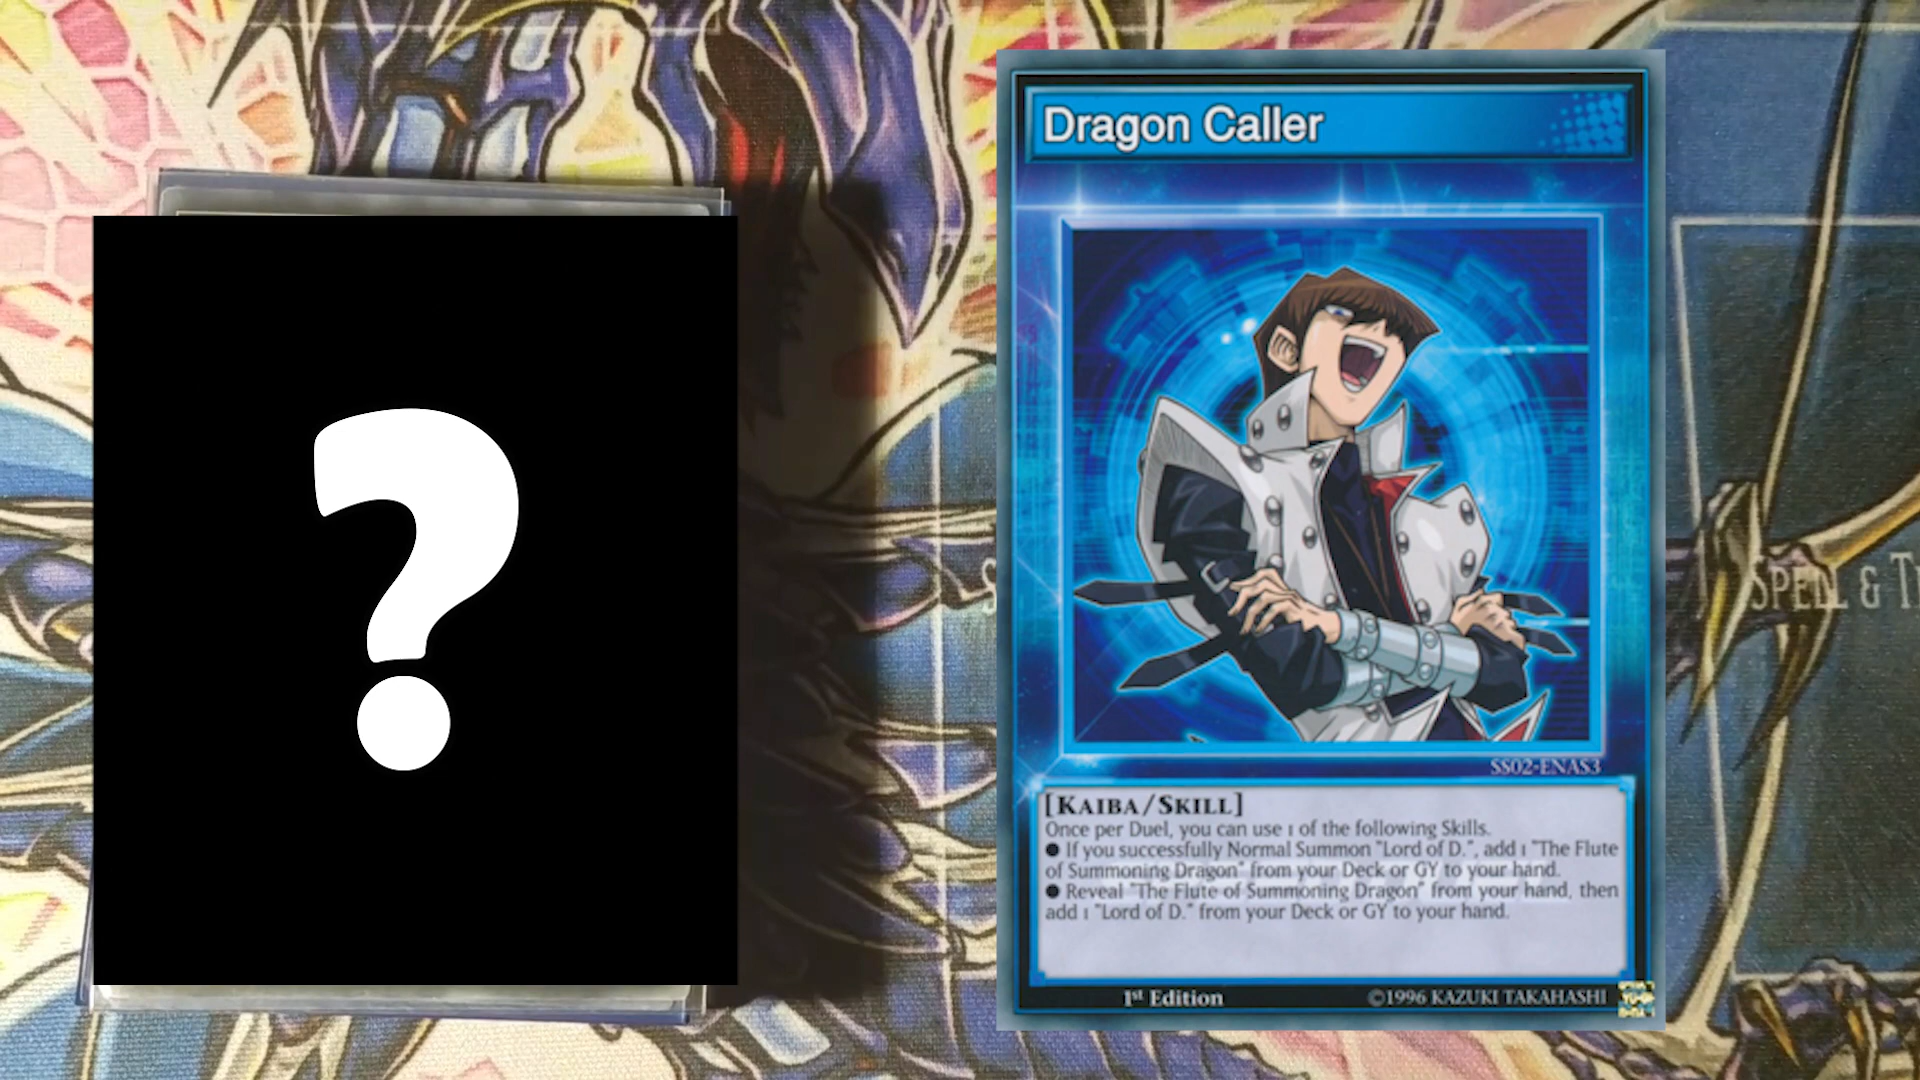 ?
Dragon Caller
SS02-ENAS3
[KAIBA/SKILL]
Once per Duel, you can use 1 of the following Skills.
● If you successfully Normal Summon "Lord of D.", add 1 "The Flute
of Summoning Dragon" from your Deck or GY to your hand.
● Reveal "The Flute of Summoning Dragon" from your hand, then
add 1 "Lord of D." from your Deck or GY to your hand.
1st Edition
©1996 KAZUKI TAKAHASHI
SPELL & T